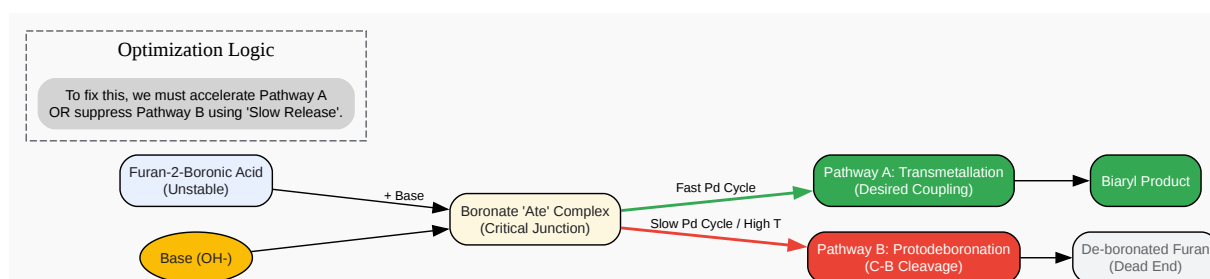 Optimization Logic
To fix this, we must accelerate Pathway A
OR suppress Pathway B using 'Slow Release'.
Furan-2-Boronic Acid
(Unstable)
+ Base
Base (OH-)
Boronate 'Ate' Complex
(Critical Junction)
Fast Pd Cycle
Slow Pd Cycle / High T
Pathway A: Transmetallation
(Desired Coupling)
Biaryl Product
Pathway B: Protodeboronation
(C-B Cleavage)
De-boronated Furan
(Dead End)